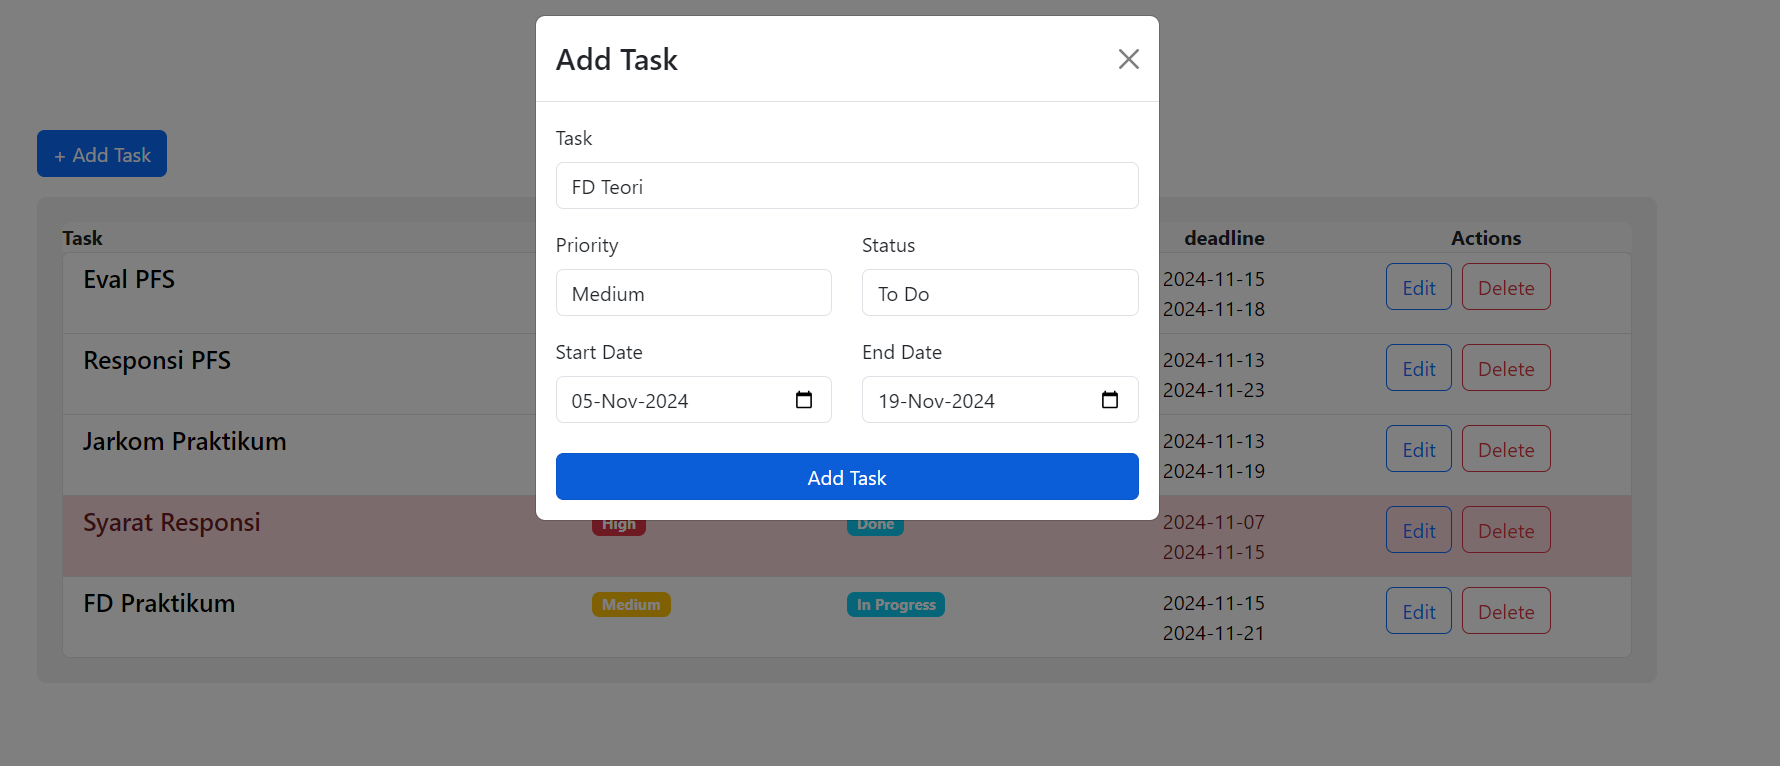 Add Task
Task
FD Teori
Priority
Status
Medium
To Do
Start Date
End Date
05-Nov-2024
19-Nov-2024
Add Task
+ Add Task
Task deadline Actions
Eval PFS 2024-11-15 Edit Delete
2024-11-18
Responsi PFS 2024-11-13 Edit Delete
2024-11-23
Jarkom Praktikum 2024-11-13 Edit Delete
2024-11-19
Syarat Responsi High Done 2024-11-07 Edit Delete
2024-11-15
FD Praktikum Medium In Progress 2024-11-15 Edit Delete
2024-11-21